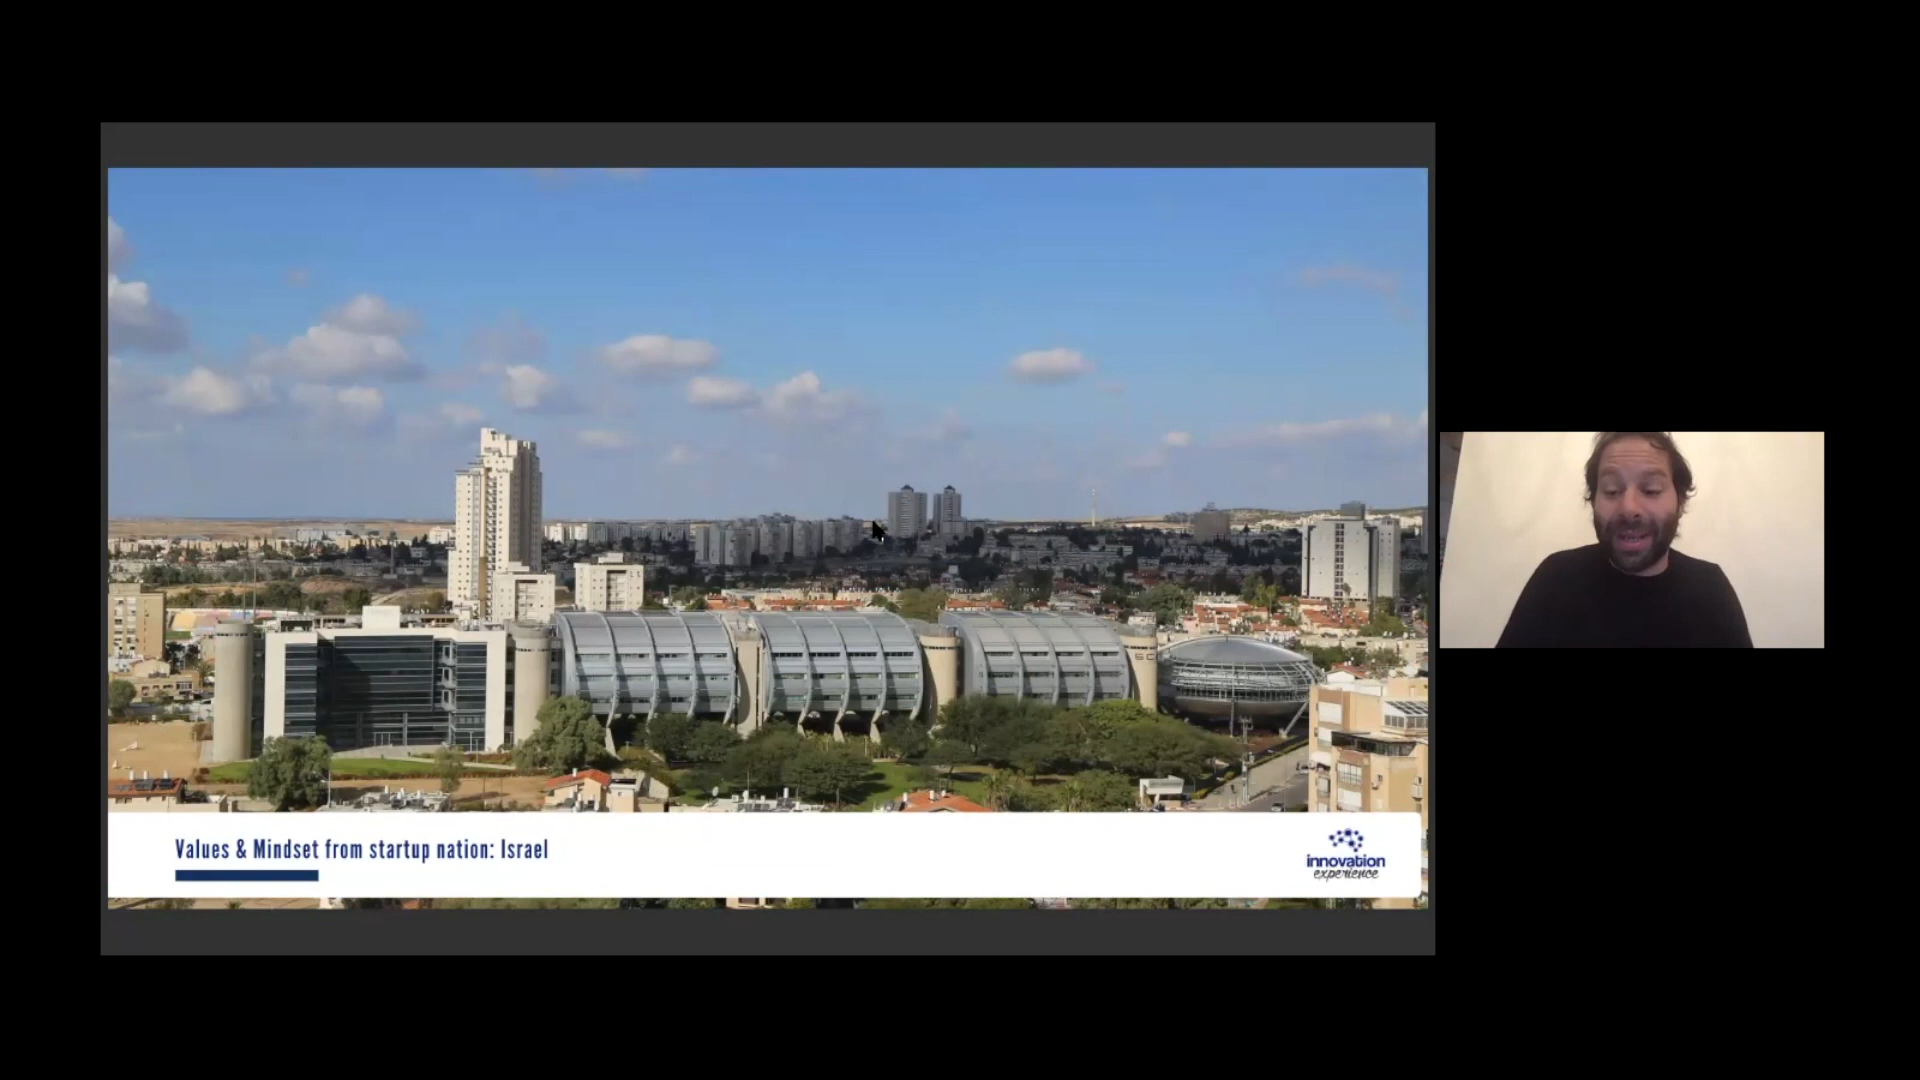 Values & Mindset from startup nation: Israel
innovation
experience